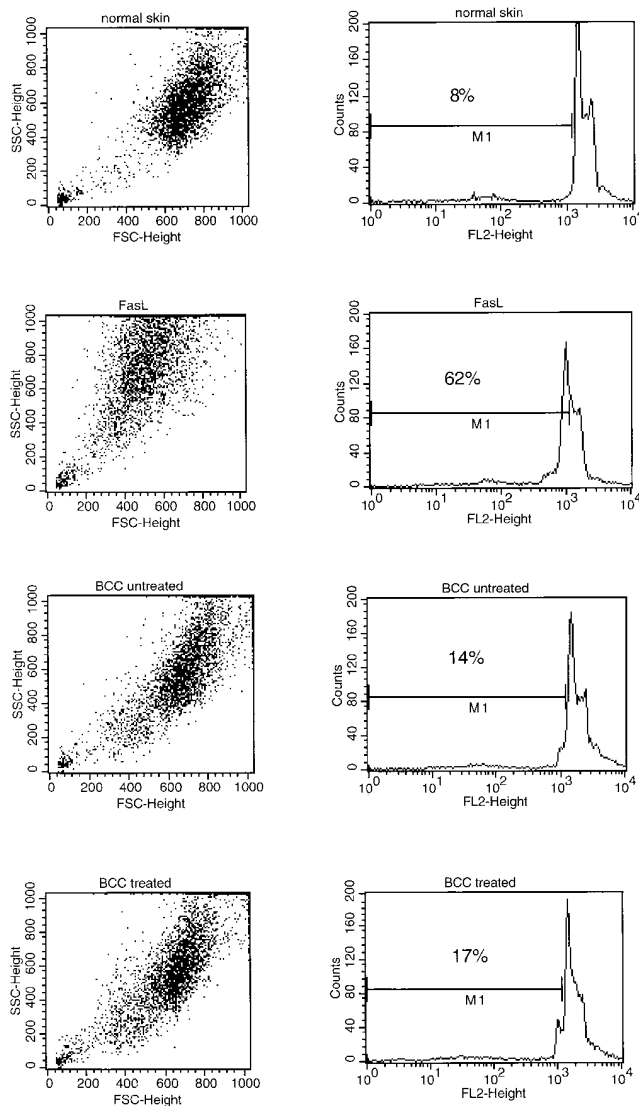 normal skin
SSC-Height
0 200 400 600 800 1000
0 200 400 600 800 1000
FSC-Height
normal skin
Counts
0 40 80 120 160 200
8%
M1
10^0 10^1 10^2 10^3 10^4
FL2-Height
FasL
SSC-Height
0 200 400 600 800 1000
0 200 400 600 800 1000
FSC-Height
FasL
Counts
0 40 80 120 160 200
62%
M1
10^0 10^1 10^2 10^3 10^4
FL2-Height
BCC untreated
SSC-Height
0 200 400 600 800 1000
0 200 400 600 800 1000
FSC-Height
BCC untreated
Counts
0 40 80 120 160 200
14%
M1
10^0 10^1 10^2 10^3 10^4
FL2-Height
BCC treated
SSC-Height
0 200 400 600 800 1000
0 200 400 600 800 1000
FSC-Height
BCC treated
Counts
0 40 80 120 160 200
17%
M1
10^0 10^1 10^2 10^3 10^4
FL2-Height